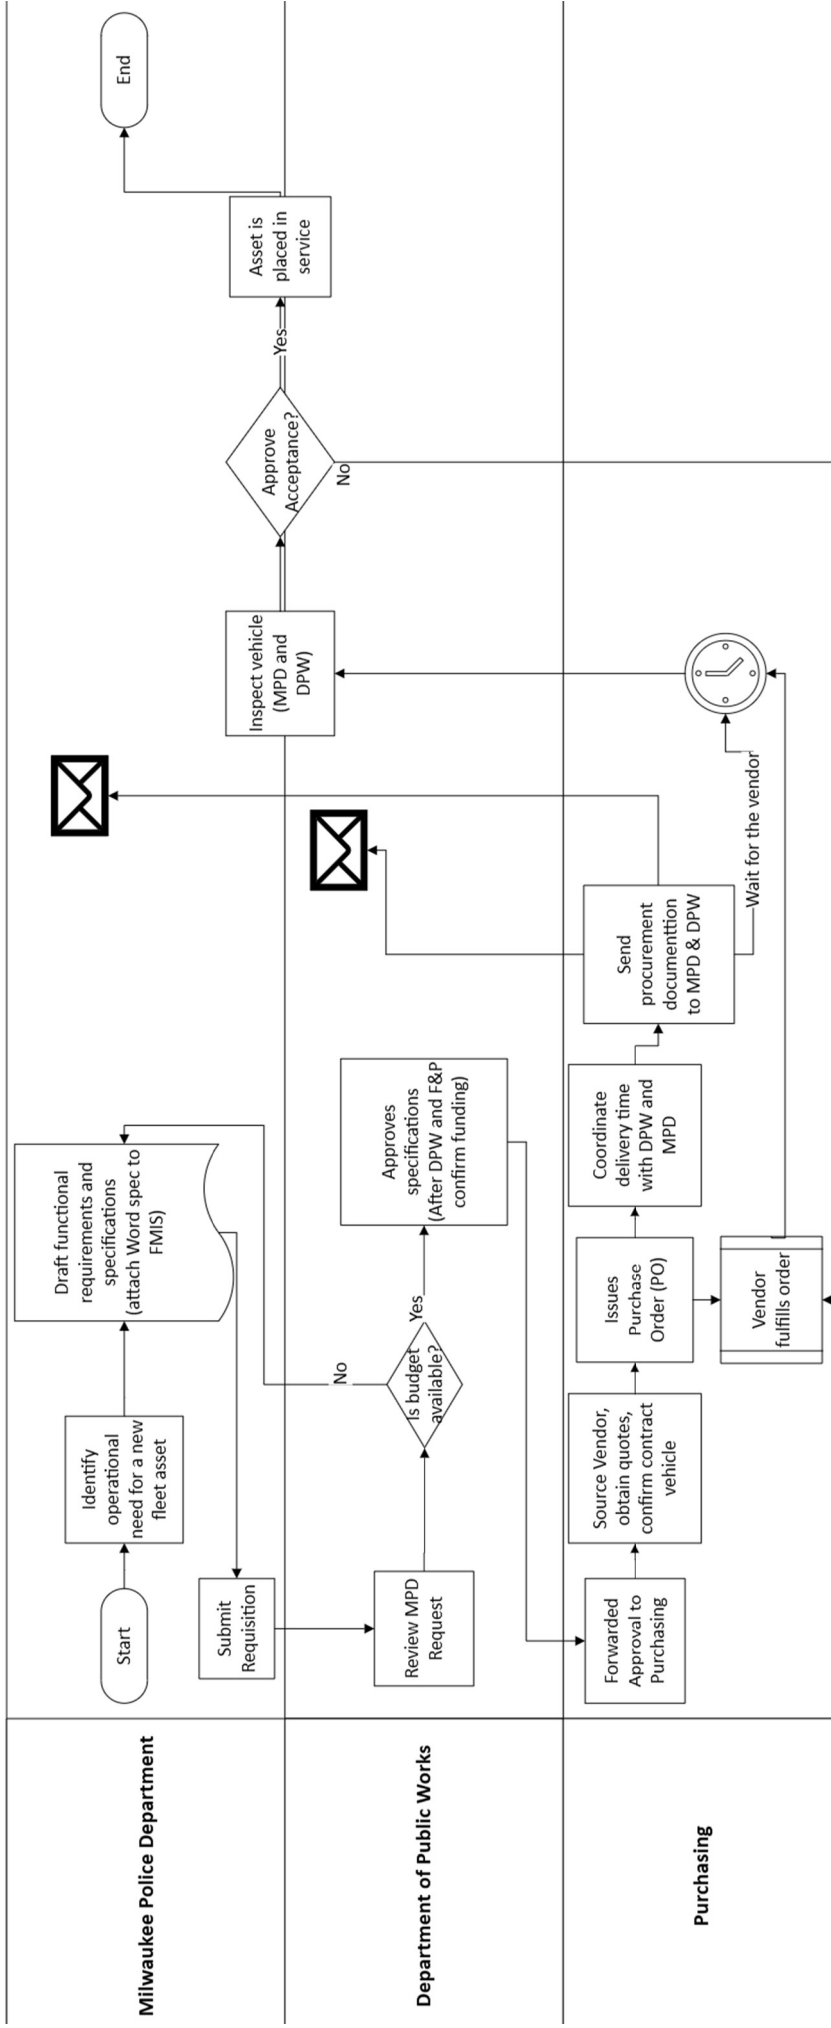 Milwaukee Police Department
Start
Identify
operational
need for a new
fleet asset
Draft functional
requirements and
specifications
(attach Word spec to
FMIS)
Submit
Requisition
Department of Public Works
Review MPD
Request
Is budget
available?
No
Yes
Approves
specifications
(After DPW and F&P
confirm funding)
Purchasing
Forwarded
Approval to
Purchasing
Source Vendor,
obtain quotes,
confirm contract
vehicle
Issues
Purchase
Order (PO)
Vendor
fulfills order
Coordinate
delivery time
with DPW and
MPD
Send
procurement
documenttion
to MPD & DPW
Wait for the vendor
Inspect vehicle
(MPD and
DPW)
Approve
Acceptance?
No
Yes
Asset is
placed in
service
End